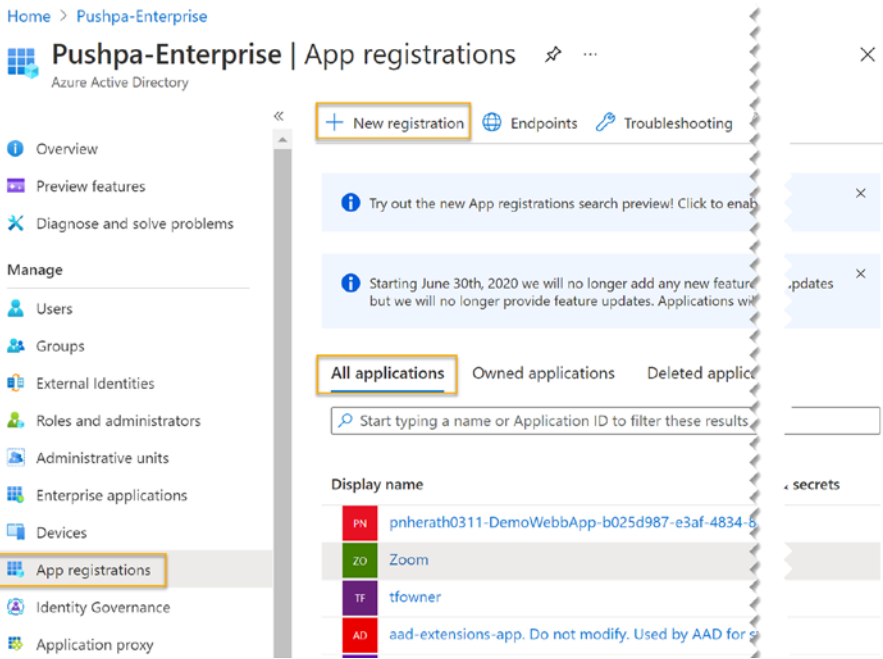 Home > Pushpa-Enterprise
Pushpa-Enterprise | App registrations
Azure Active Directory
Overview
Preview features
Diagnose and solve problems
Manage
Users
Groups
External Identities
Roles and administrators
Administrative units
Enterprise applications
Devices
App registrations
Identity Governance
Application proxy
+ New registration Endpoints Troubleshooting
Try out the new App registrations search preview! Click to enab
Starting June 30th, 2020 we will no longer add any new feature pdates
but we will no longer provide feature updates. Applications wi
All applications Owned applications Deleted applic
Start typing a name or Application ID to filter these results
Display name secrets
PN pnherath0311-DemoWebbApp-b025d987-e3af-4834-
ZO Zoom
TF tfowner
AD aad-extensions-app. Do not modify. Used by AAD for